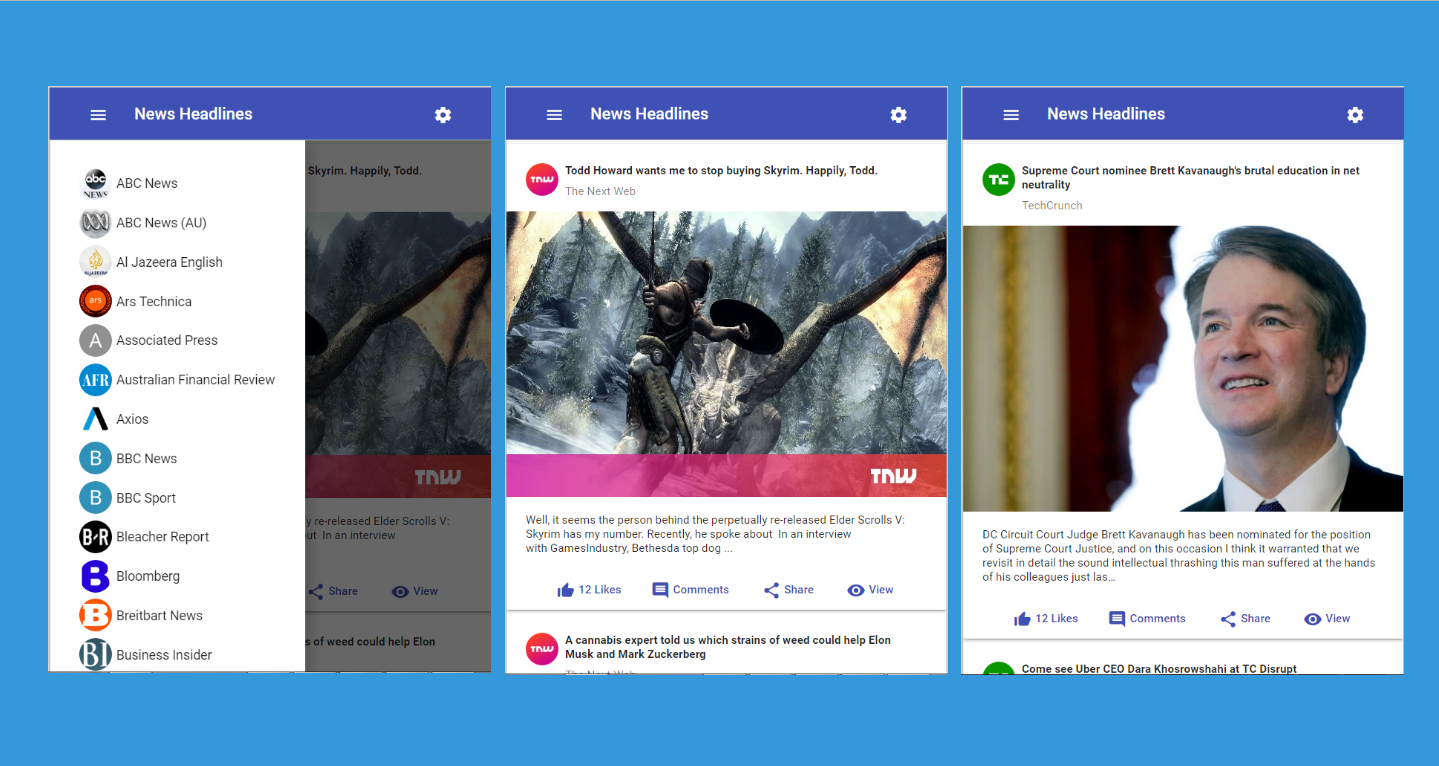 News Headlines
abc
NEWS
ABC News
ABC News (AU)
ALJAZEERA
Al Jazeera English
ars
Ars Technica
A
Associated Press
AFR
Australian Financial Review
Axios
B
BBC News
B
BBC Sport
B/R
Bleacher Report
B
Bloomberg
B
Breitbart News
BI
Business Insider
Skyrim. Happily, Todd.
TNW
y re-released Elder Scrolls V:
ut In an interview
Share
View
s of weed could help Elon
News Headlines
TNW
Todd Howard wants me to stop buying Skyrim. Happily, Todd.
The Next Web
TNW
Well, it seems the person behind the perpetually re-released Elder Scrolls V:
Skyrim has my number. Recently, he spoke about In an interview
with GamesIndustry, Bethesda top dog ...
12 Likes
Comments
Share
View
TNW
A cannabis expert told us which strains of weed could help Elon
Musk and Mark Zuckerberg
The Next Web
News Headlines
TC
Supreme Court nominee Brett Kavanaugh's brutal education in net
neutrality
TechCrunch
DC Circuit Court Judge Brett Kavanaugh has been nominated for the position
of Supreme Court Justice, and on this occasion I think it warranted that we
revisit in detail the sound intellectual thrashing this man suffered at the hands
of his colleagues just las...
12 Likes
Comments
Share
View
Come see Uber CEO Dara Khosrowshahi at TC Disrupt